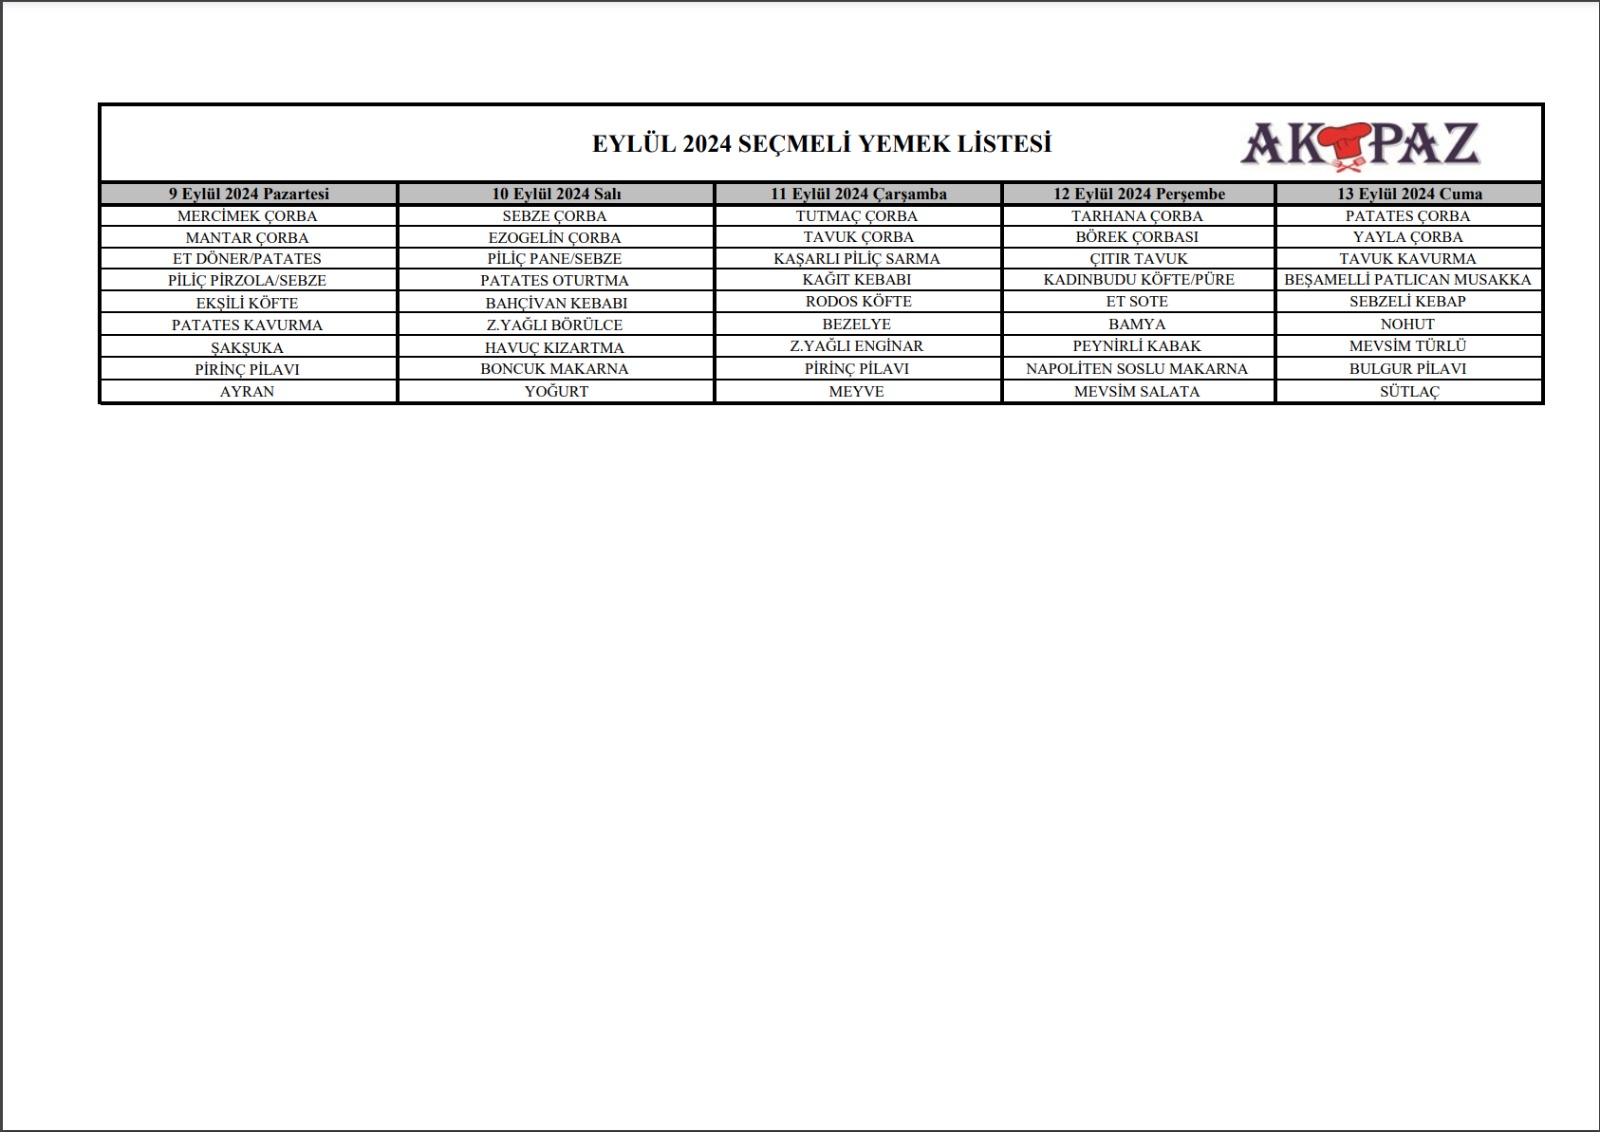 EYLÜL 2024 SEÇMELİ YEMEK LİSTESİ
AKPAZ
9 Eylül 2024 Pazartesi 10 Eylül 2024 Salı 11 Eylül 2024 Çarşamba 12 Eylül 2024 Perşembe 13 Eylül 2024 Cuma
MERCİMEK ÇORBA SEBZE ÇORBA TUTMAÇ ÇORBA TARHANA ÇORBA PATATES ÇORBA
MANTAR ÇORBA EZOGELİN ÇORBA TAVUK ÇORBA BÖREK ÇORBASI YAYLA ÇORBA
ET DÖNER/PATATES PİLİÇ PANE/SEBZE KAŞARLI PİLİÇ SARMA ÇITIR TAVUK TAVUK KAVURMA
PİLİÇ PİRZOLA/SEBZE PATATES OTURTMA KAĞIT KEBABI KADINBUDU KÖFTE/PÜRE BEŞAMELLİ PATLICAN MUSAKKA
EKŞİLİ KÖFTE BAHÇİVAN KEBABI RODOS KÖFTE ET SOTE SEBZELİ KEBAP
PATATES KAVURMA Z.YAĞLI BÖRÜLCE BEZELYE BAMYA NOHUT
ŞAKŞUKA HAVUÇ KIZARTMA Z.YAĞLI ENGİNAR PEYNİRLİ KABAK MEVSİM TÜRLÜ
PİRİNÇ PİLAVI BONCUK MAKARNA PİRİNÇ PİLAVI NAPOLİTEN SOSLU MAKARNA BULGUR PİLAVI
AYRAN YOĞURT MEYVE MEVSİM SALATA SÜTLAÇ